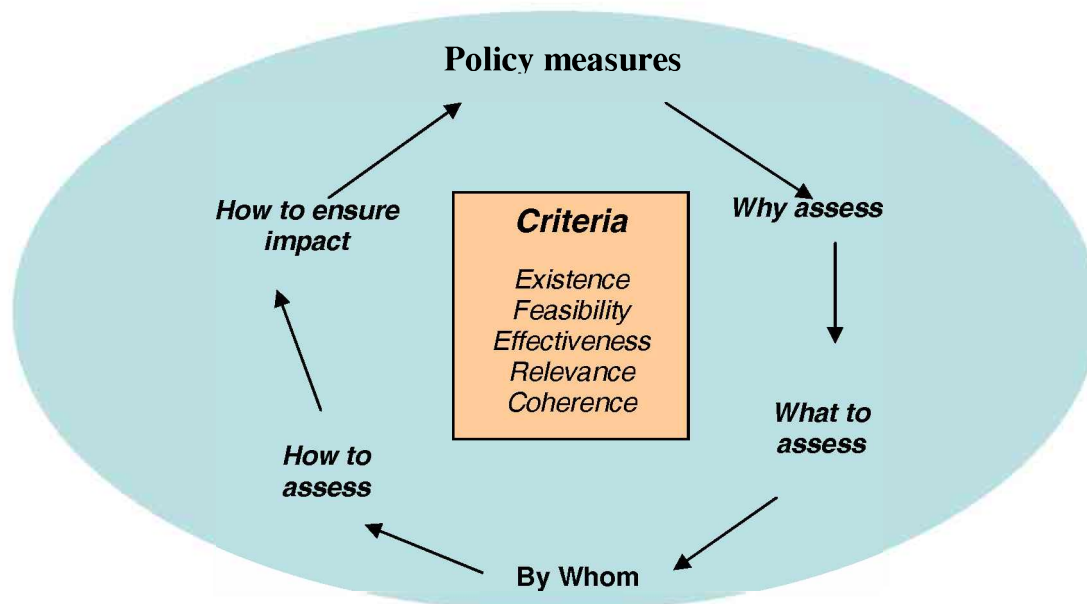 Policy measures
How to ensure
impact
Why assess
Criteria
Existence
Feasibility
Effectiveness
Relevance
Coherence
What to
assess
How to
assess
By Whom